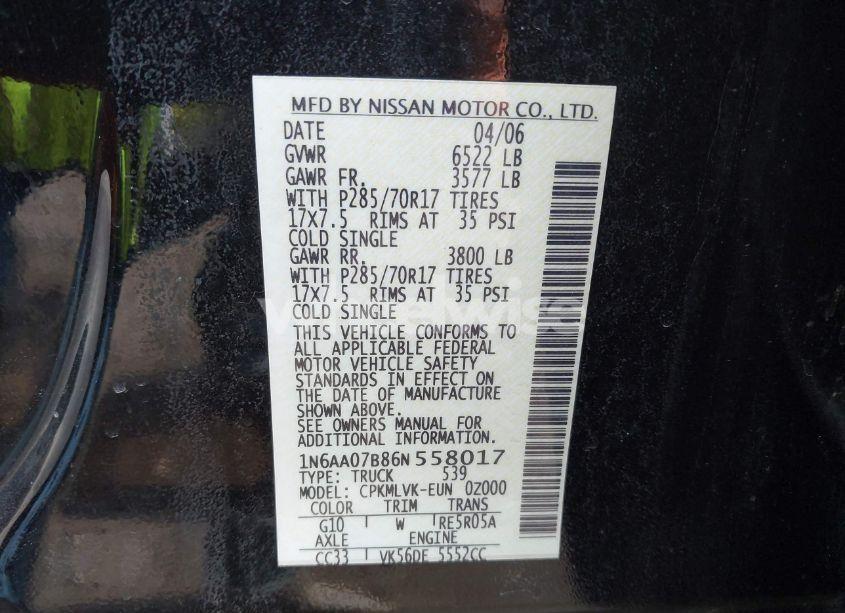 MFD BY NISSAN MOTOR CO., LTD.
DATE 04/06
GVWR 6522 LB
GAWR FR. 3577 LB
WITH P285/70R17 TIRES
17X7.5 RIMS AT 35 PSI
COLD SINGLE
GAWR RR. 3800 LB
WITH P285/70R17 TIRES
17X7.5 RIMS AT 35 PSI
COLD SINGLE
THIS VEHICLE CONFORMS TO
ALL APPLICABLE FEDERAL
MOTOR VEHICLE SAFETY
STANDARDS IN EFFECT ON
THE DATE OF MANUFACTURE
SHOWN ABOVE.
SEE OWNERS MANUAL FOR
ADDITIONAL INFORMATION.
1N6AA07B86N558017
TYPE: TRUCK 539
MODEL: CPKMLVK-EUN 0Z000
COLOR TRIM TRANS
G10 W RE5R05A
AXLE ENGINE
CC33 VK56DE 5552CC